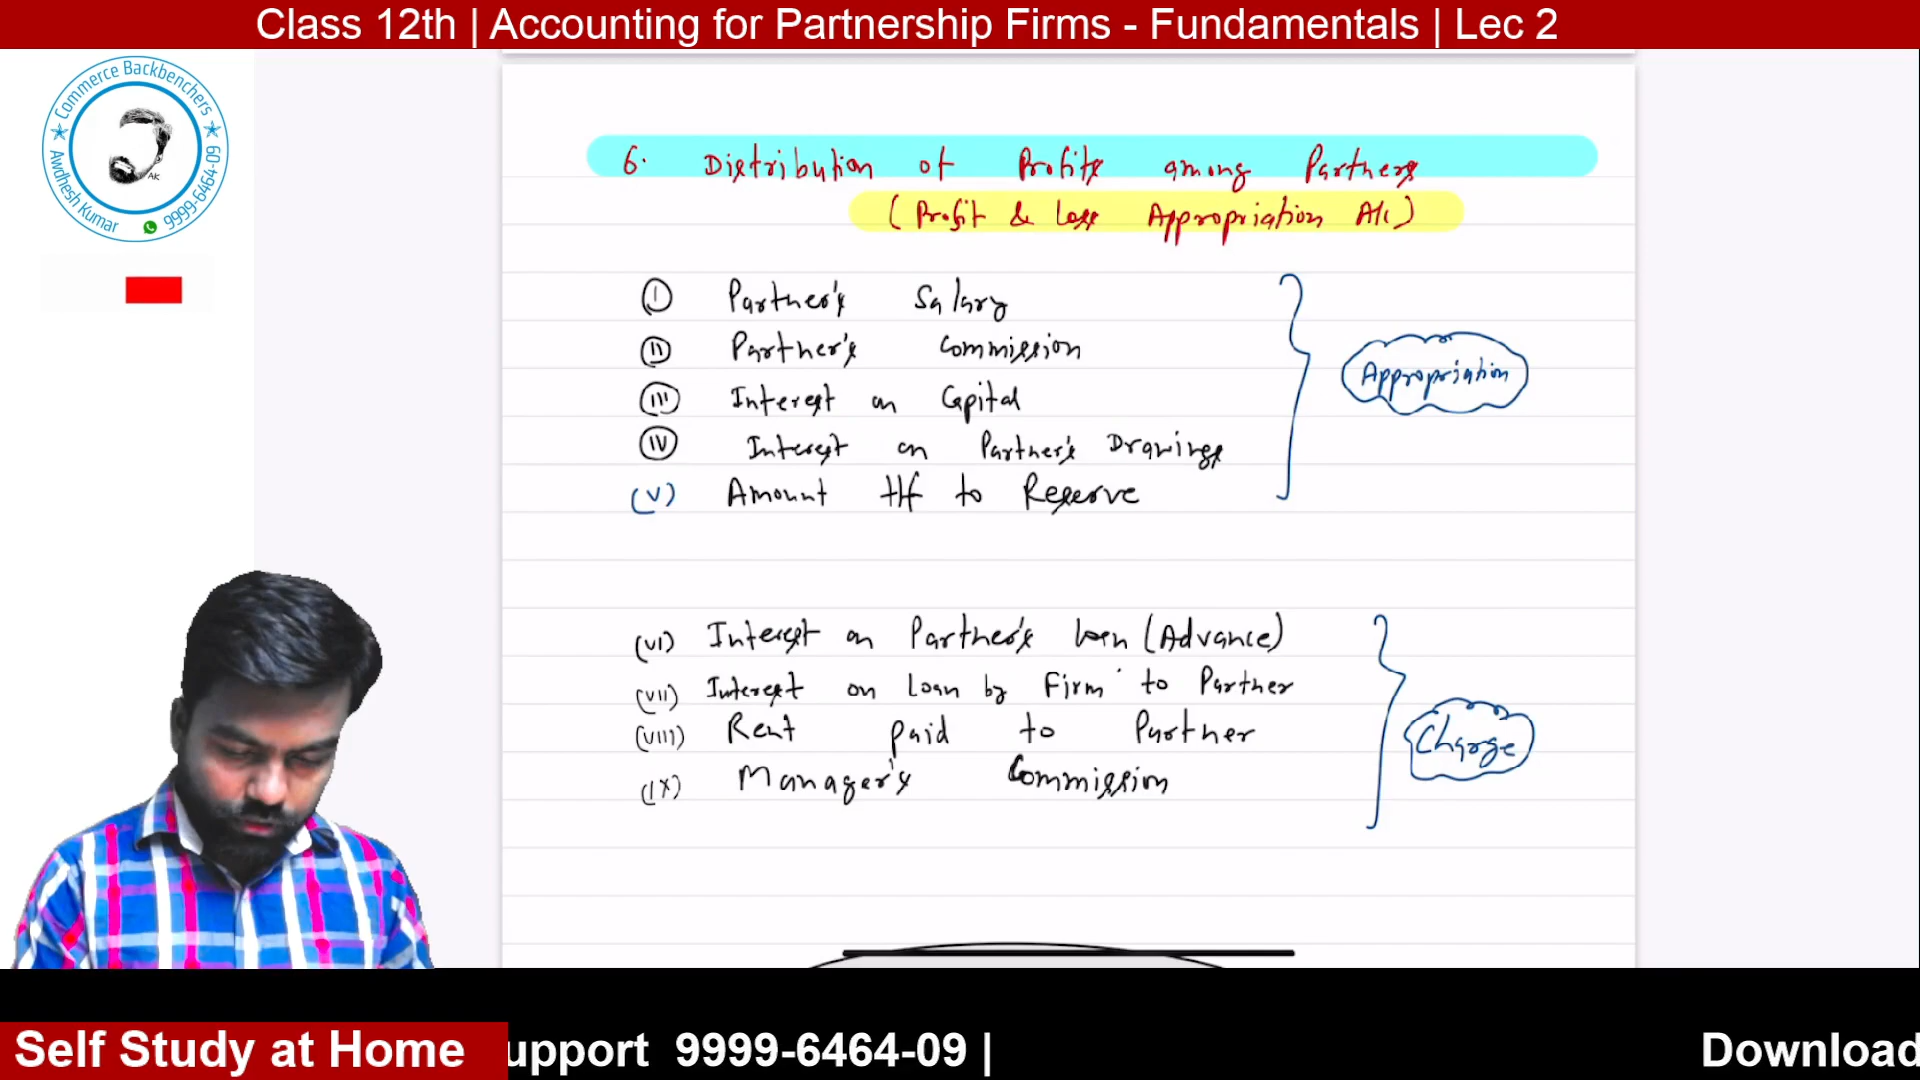 Class 12th | Accounting for Partnership Firms - Fundamentals | Lec 2
Commerce Backbenchers
AK
Awdhesh Kumar 9999-6464-09
6. Distribution of Profits among Partners
(Profit & Loss Appropriation A/c)
(I) Partner's Salary
(II) Partner's Commission
(III) Interest on Capital
(IV) Interest on Partner's Drawings
(V) Amount t/f to Reserve
Appropriation
(VI) Interest on Partner's loan (Advance)
(VII) Interest on Loan by Firm to Partner
(VIII) Rent paid to Partner
(IX) Manager's Commission
Charge
Self Study at Home upport 9999-6464-09 | Download